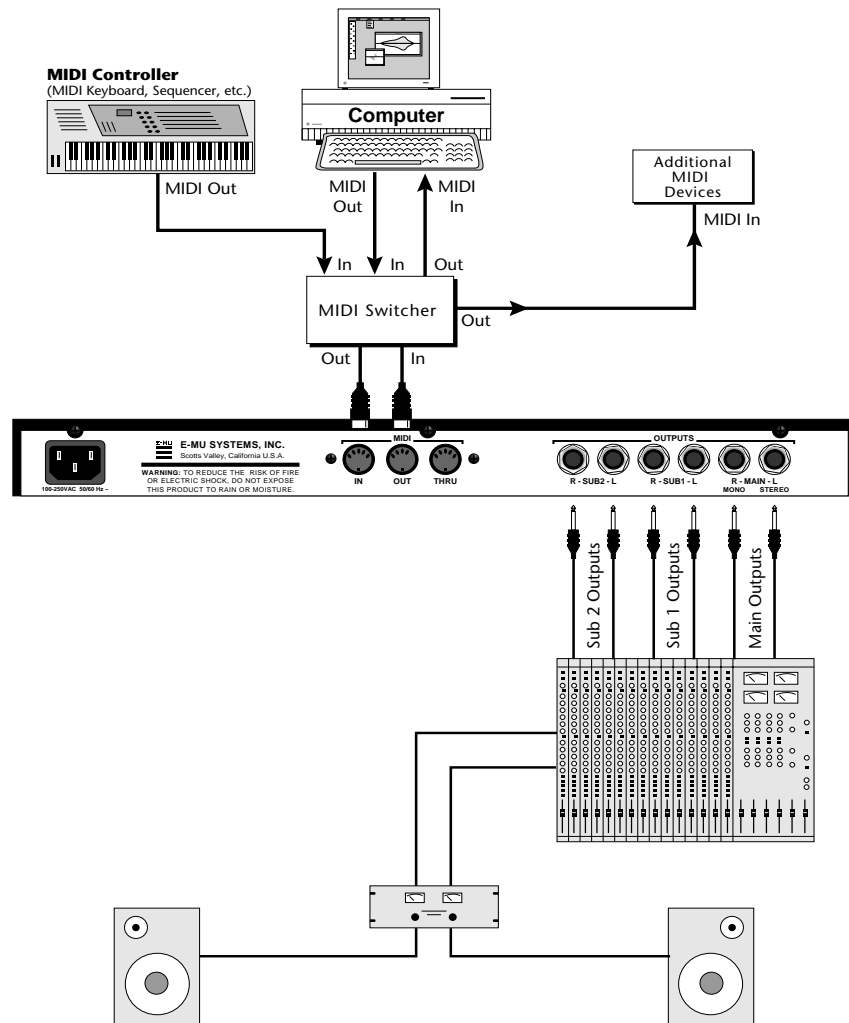 MIDI Controller
(MIDI Keyboard, Sequencer, etc.)
Computer
MIDI Out
MIDI
Out
MIDI
In
Additional
MIDI
Devices
MIDI In
In
In
Out
MIDI Switcher
Out
Out
In
E-MU
E-MU SYSTEMS, INC.
Scotts Valley, California U.S.A.
WARNING: TO REDUCE THE RISK OF FIRE
OR ELECTRIC SHOCK, DO NOT EXPOSE
THIS PRODUCT TO RAIN OR MOISTURE.
100-250VAC 50/60 Hz ~
MIDI
IN
OUT
THRU
OUTPUTS
R - SUB2 - L
R - SUB1 - L
R - MAIN - L
MONO
STEREO
Sub 2 Outputs
Sub 1 Outputs
Main Outputs